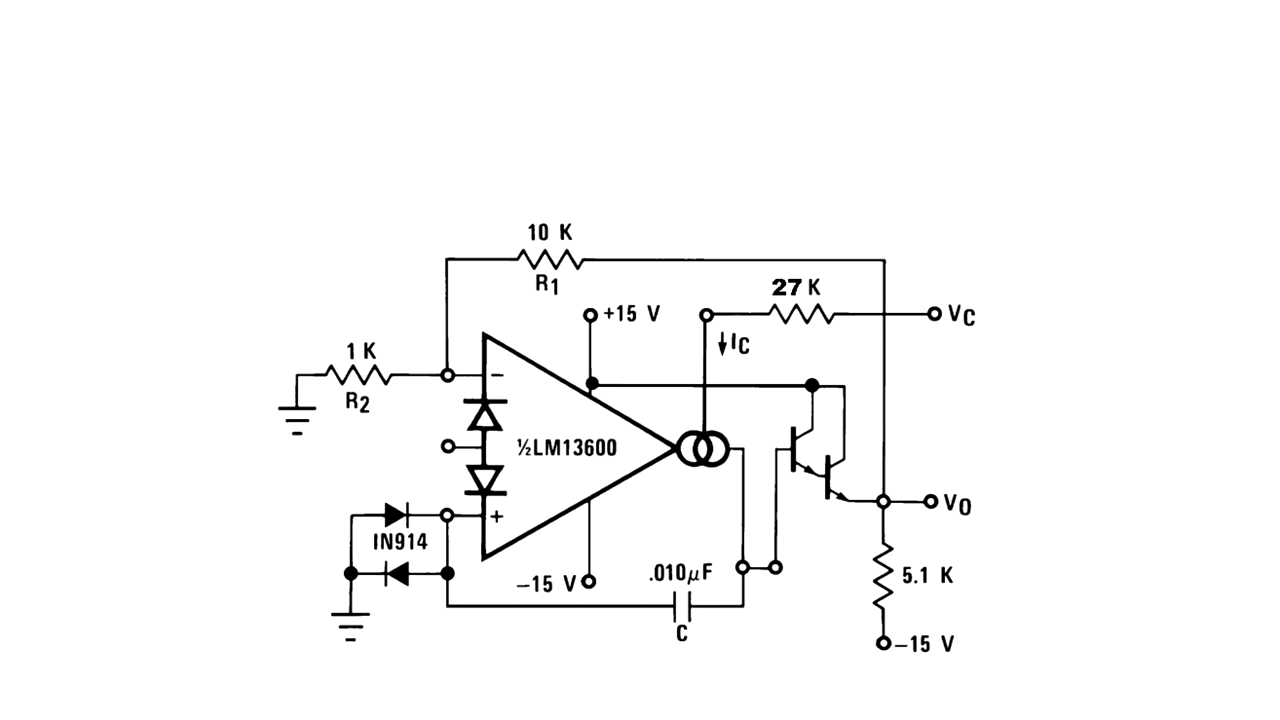 10 K
R1
27 K
+15 V
VC
IC
1 K
R2
−
½LM13600
+
IN914
VO
−15 V
.010μF
C
5.1 K
−15 V